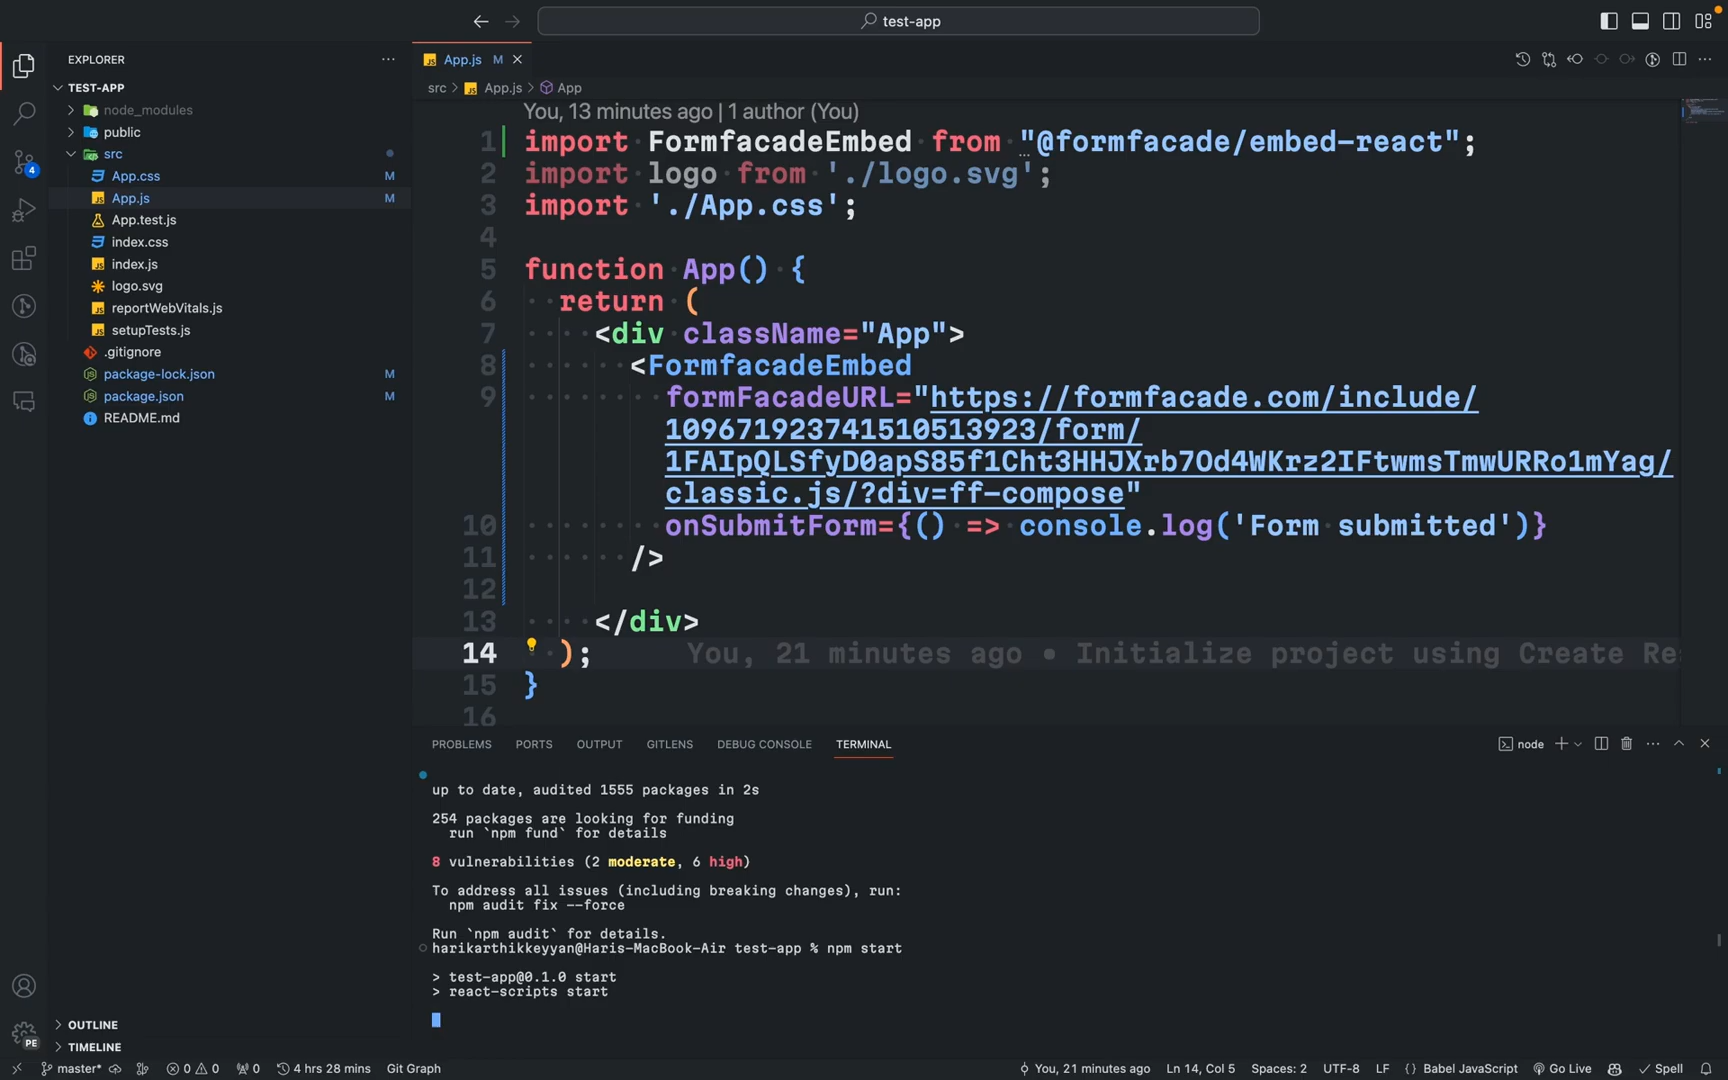 test-app
EXPLORER
TEST-APP
node_modules
public
src
App.css M
App.js M
App.test.js
index.css
index.js
logo.svg
reportWebVitals.js
setupTests.js
.gitignore
package-lock.json M
package.json M
README.md
OUTLINE
TIMELINE
4
PE
App.js M
src > App.js > App
You, 13 minutes ago | 1 author (You)
1 import FormfacadeEmbed from "@formfacade/embed-react";
2 import logo from './logo.svg';
3 import './App.css';
4
5 function App() {
6 return (
7 <div className="App">
8 <FormfacadeEmbed
9 formFacadeURL="https://formfacade.com/include/
109671923741510513923/form/
1FAIpQLSfyD0apS85f1Cht3HHJXrb7Od4WKrz2IFtwmsTmwURRo1mYag/
classic.js/?div=ff-compose"
10 onSubmitForm={() => console.log('Form submitted')}
11 />
12
13 </div>
14 ); You, 21 minutes ago • Initialize project using Create Re
15 }
16
PROBLEMS PORTS OUTPUT GITLENS DEBUG CONSOLE TERMINAL
node
up to date, audited 1555 packages in 2s
254 packages are looking for funding
run `npm fund` for details
8 vulnerabilities (2 moderate, 6 high)
To address all issues (including breaking changes), run:
npm audit fix --force
Run `npm audit` for details.
harikarthikkeyyan@Haris-MacBook-Air test-app % npm start
> test-app@0.1.0 start
> react-scripts start
master* 0 0 0 4 hrs 28 mins Git Graph You, 21 minutes ago Ln 14, Col 5 Spaces: 2 UTF-8 LF {} Babel JavaScript Go Live Spell